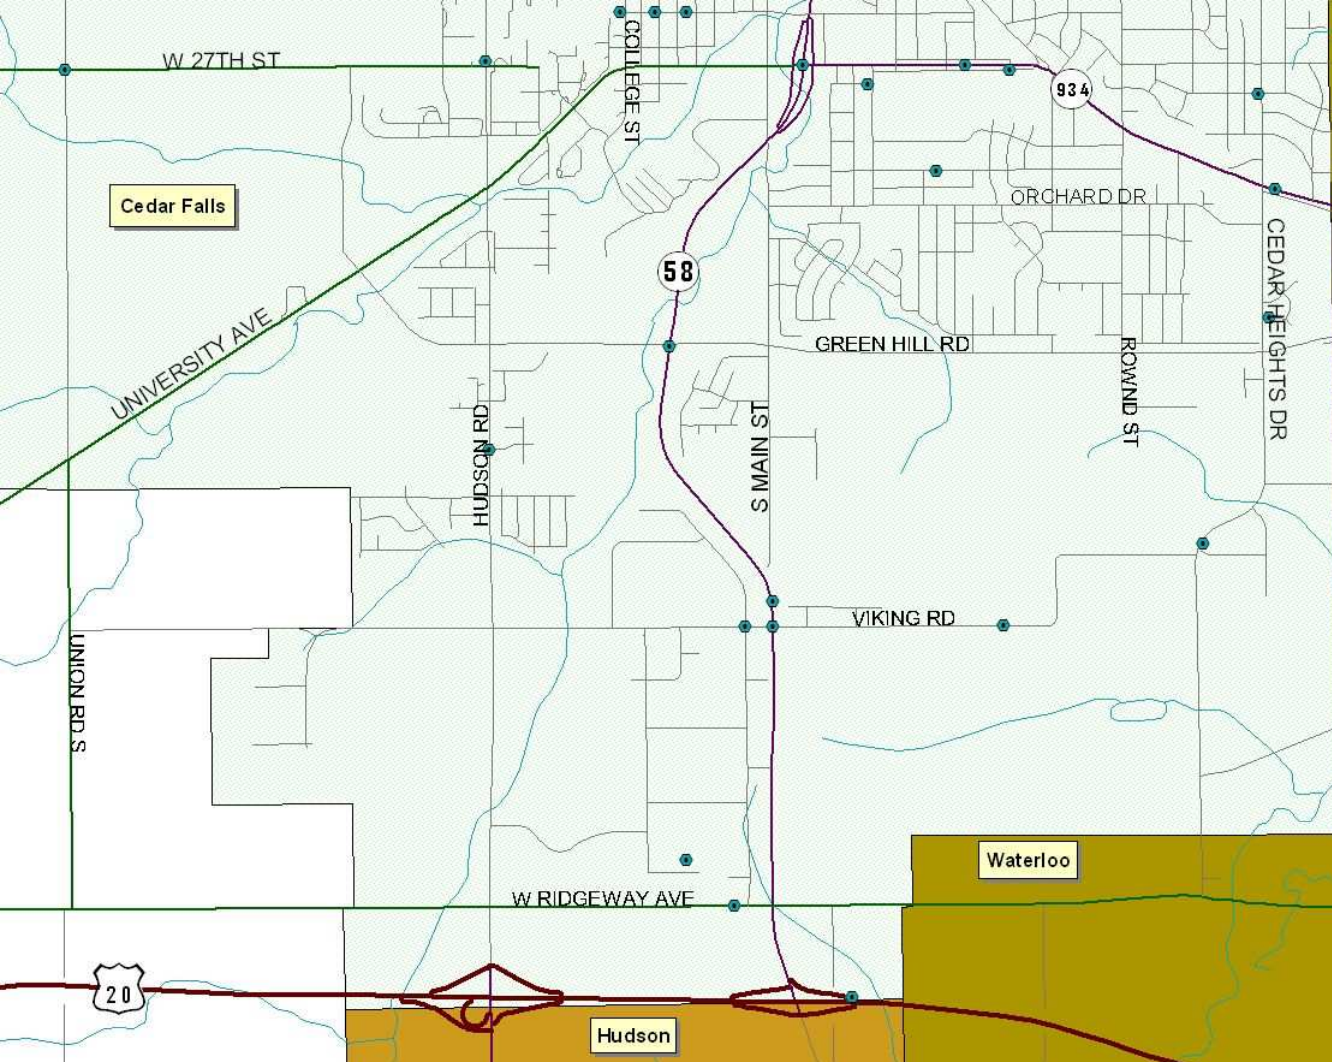 W 27TH ST
COLLEGE ST
934
Cedar Falls
ORCHARD DR
CEDAR HEIGHTS DR
58
UNIVERSITY AVE
GREEN HILL RD
ROWND ST
HUDSON RD
S MAIN ST
VIKING RD
UNION RD S
Waterloo
W RIDGEWAY AVE
20
Hudson